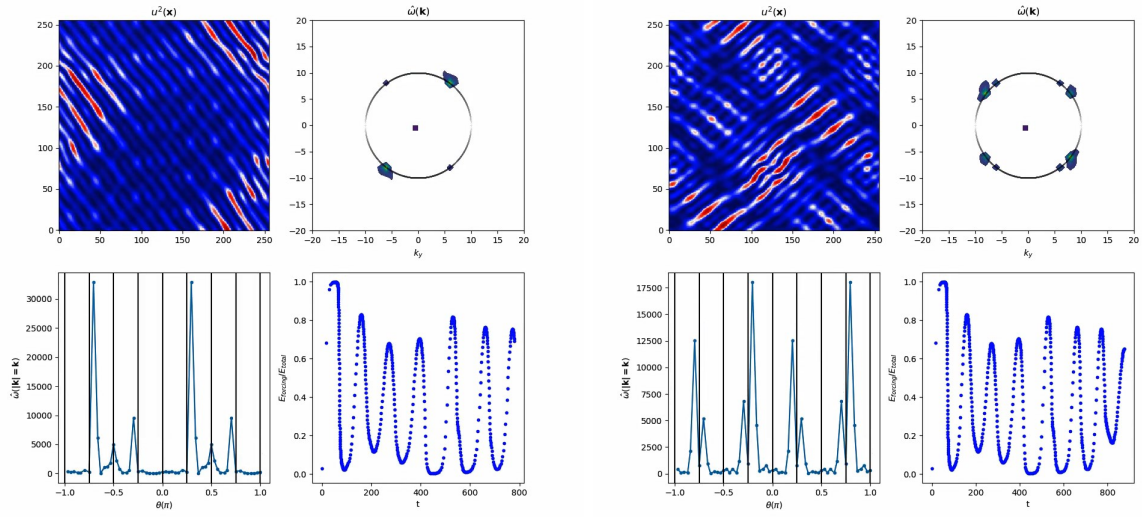 u²(x)
ω̂(k)
u²(x)
ω̂(k)
250
200
150
100
50
0
0 50 100 150 200 250
20
15
10
5
0
−5
−10
−15
−20
−20 −15 −10 −5 0 5 10 15 20
k_y
250
200
150
100
50
0
0 50 100 150 200 250
20
15
10
5
0
−5
−10
−15
−20
−20 −15 −10 −5 0 5 10 15 20
k_y
ω̂(|k| = k)
30000
25000
20000
15000
10000
5000
0
−1.0 −0.5 0.0 0.5 1.0
θ(π)
E_forcing/E_total
1.0
0.8
0.6
0.4
0.2
0.0
0 200 400 600 800
t
ω̂(|k| = k)
17500
15000
12500
10000
7500
5000
2500
0
−1.0 −0.5 0.0 0.5 1.0
θ(π)
E_forcing/E_total
1.0
0.8
0.6
0.4
0.2
0.0
0 200 400 600 800
t